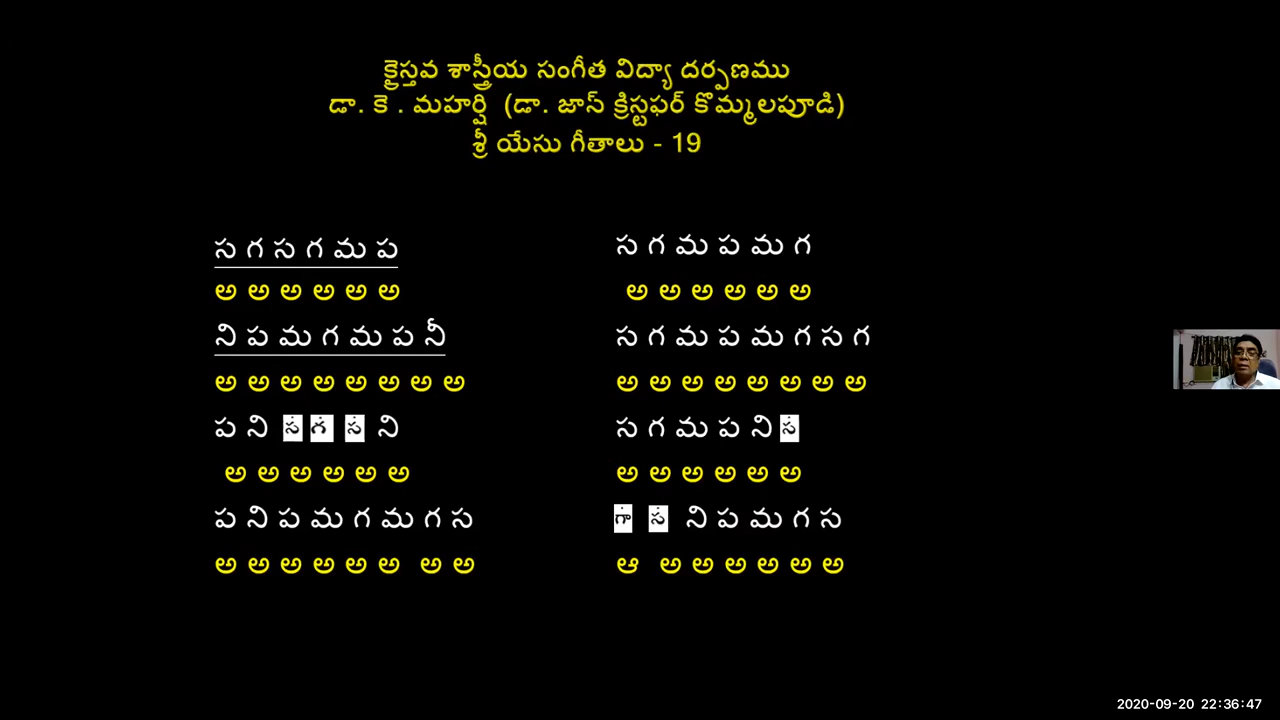 క్రైస్తవ శాస్త్రీయ సంగీత విద్యా దర్పణము
డా. కె . మహర్షి (డా. జాస్ క్రిస్టఫర్ కొమ్మలపూడి)
శ్రీ యేసు గీతాలు - 19
స గ స గ మ ప
అ అ అ అ అ అ
ని ప మ గ మ ప నీ
అ అ అ అ అ అ అ అ
ప ని స̇ గ̇ స̇ ని
అ అ అ అ అ అ
ప ని ప మ గ మ గ స
అ అ అ అ అ అ అ అ
స గ మ ప మ గ
అ అ అ అ అ అ
స గ మ ప మ గ స గ
అ అ అ అ అ అ అ అ
స గ మ ప ని స̇
అ అ అ అ అ అ
గా̇ స̇ ని ప మ గ స
ఆ అ అ అ అ అ అ
2020-09-20 22:36:47